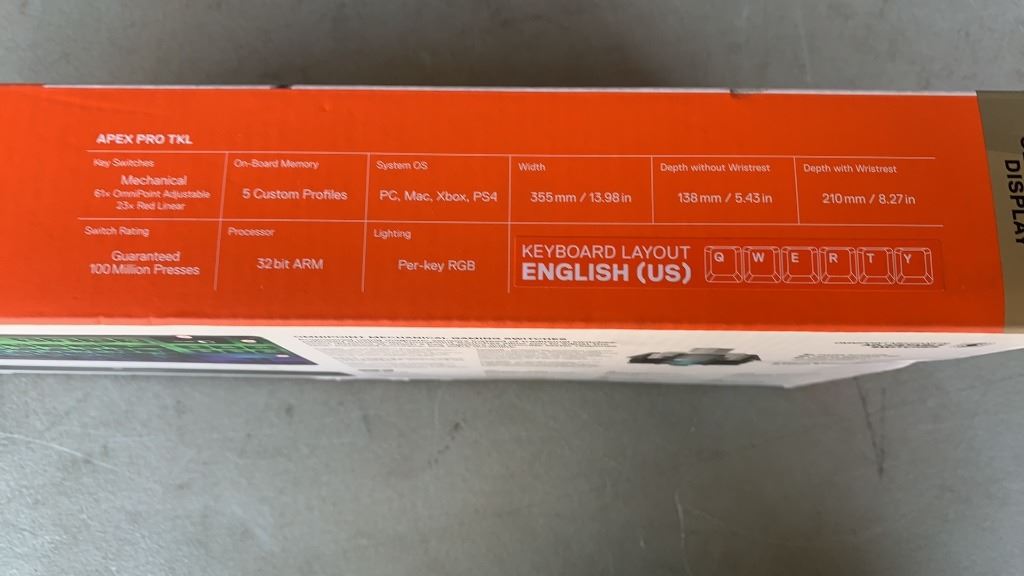 APEX PRO TKL
Key Switches
Mechanical
61x OmniPoint Adjustable
23x Red Linear
On-Board Memory
5 Custom Profiles
System OS
PC, Mac, Xbox, PS4
Width
355 mm / 13.98 in
Depth without Wristrest
138 mm / 5.43 in
Depth with Wristrest
210 mm / 8.27 in
Switch Rating
Guaranteed
100 Million Presses
Processor
32 bit ARM
Lighting
Per-key RGB
KEYBOARD LAYOUT
ENGLISH (US)
Q W E R T Y
DISPLAY